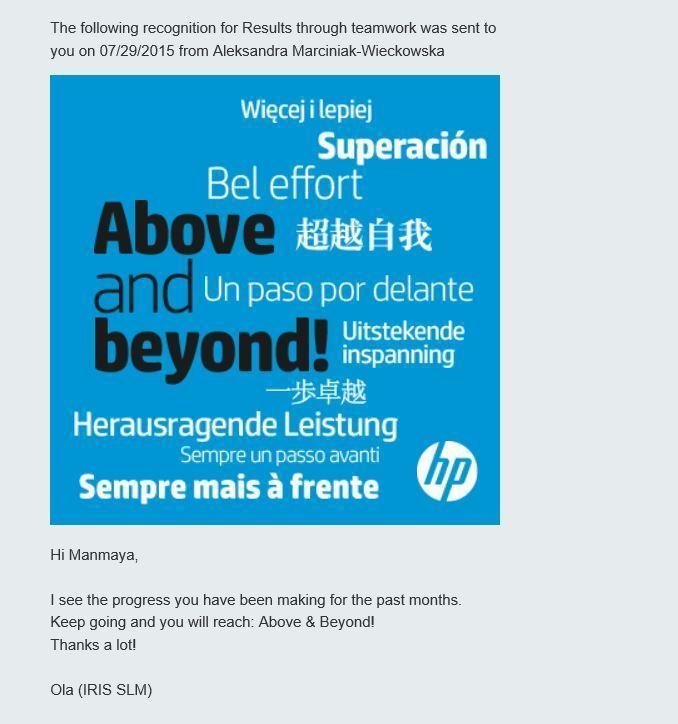 The following recognition for Results through teamwork was sent to
you on 07/29/2015 from Aleksandra Marciniak-Wieckowska
Więcej i lepiej
Superación
Bel effort
Above
超越自我
and
Un paso por delante
beyond!
Uitstekende
inspanning
一步卓越
Herausragende Leistung
Sempre un passo avanti
Sempre mais à frente
hp
Hi Manmaya,
I see the progress you have been making for the past months.
Keep going and you will reach: Above & Beyond!
Thanks a lot!
Ola (IRIS SLM)